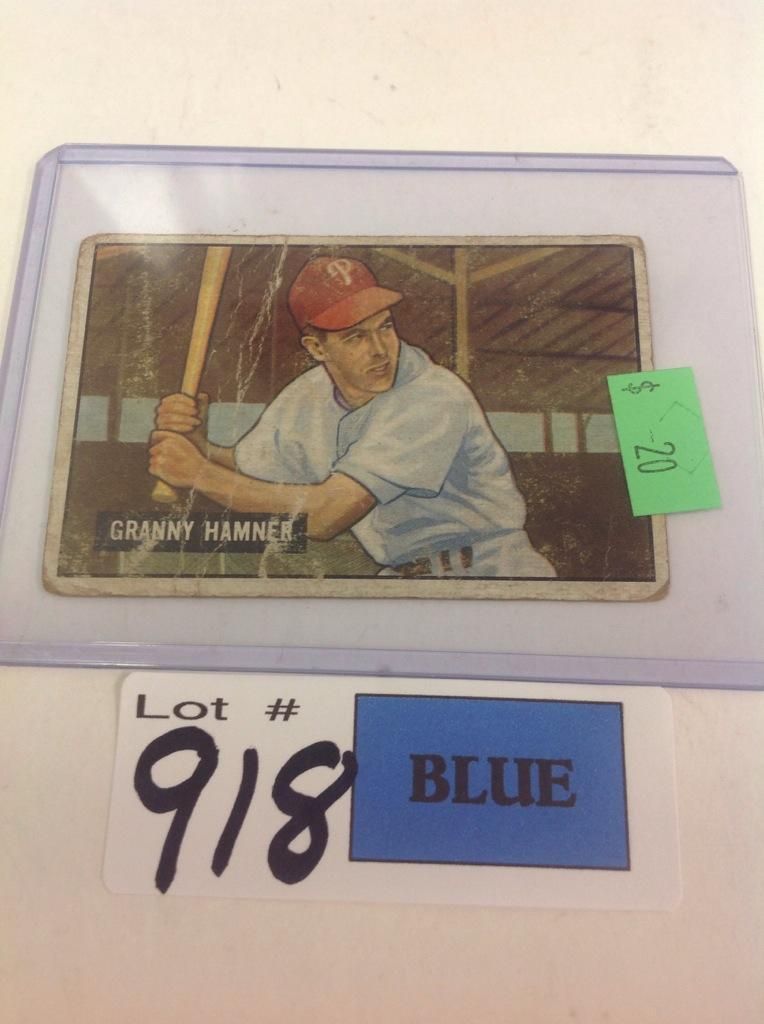 P
$
20
GRANNY HAMNER
Lot #
918
BLUE